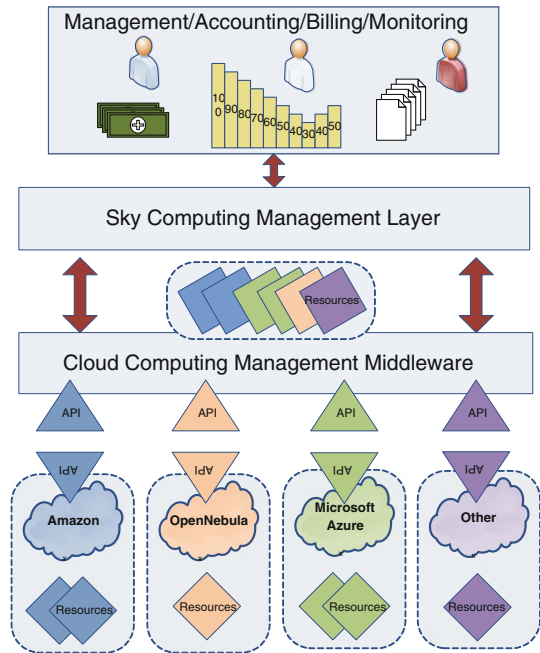 Management/Accounting/Billing/Monitoring
10
0
90
80
70
60
50
40
30
40
50
Sky Computing Management Layer
Resources
Cloud Computing Management Middleware
API
API
API
API
API
API
API
API
Amazon
OpenNebula
Microsoft
Azure
Other
Resources
Resources
Resources
Resources